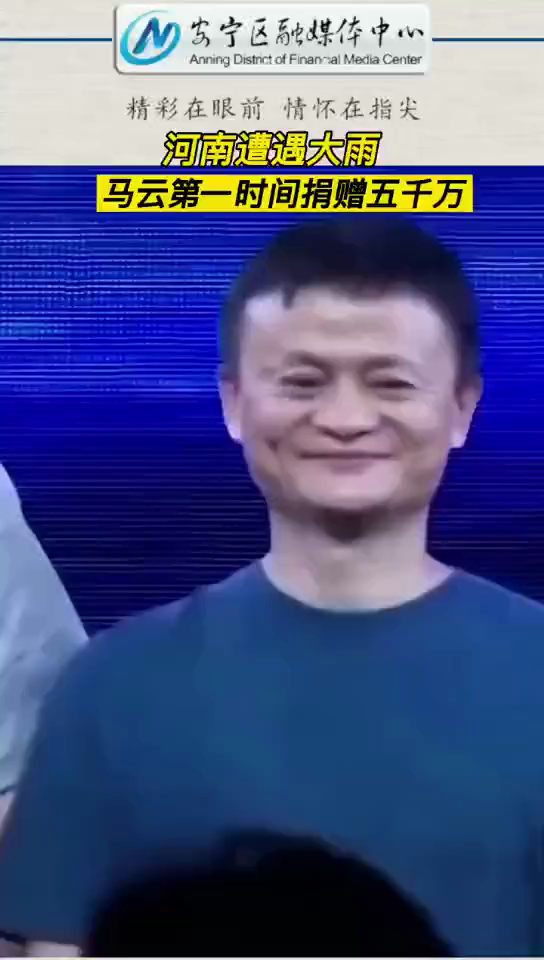 安宁区融媒体中心
Anning District of Financial Media Center
精彩在眼前 情怀在指尖
河南遭遇大雨
马云第一时间捐赠五千万